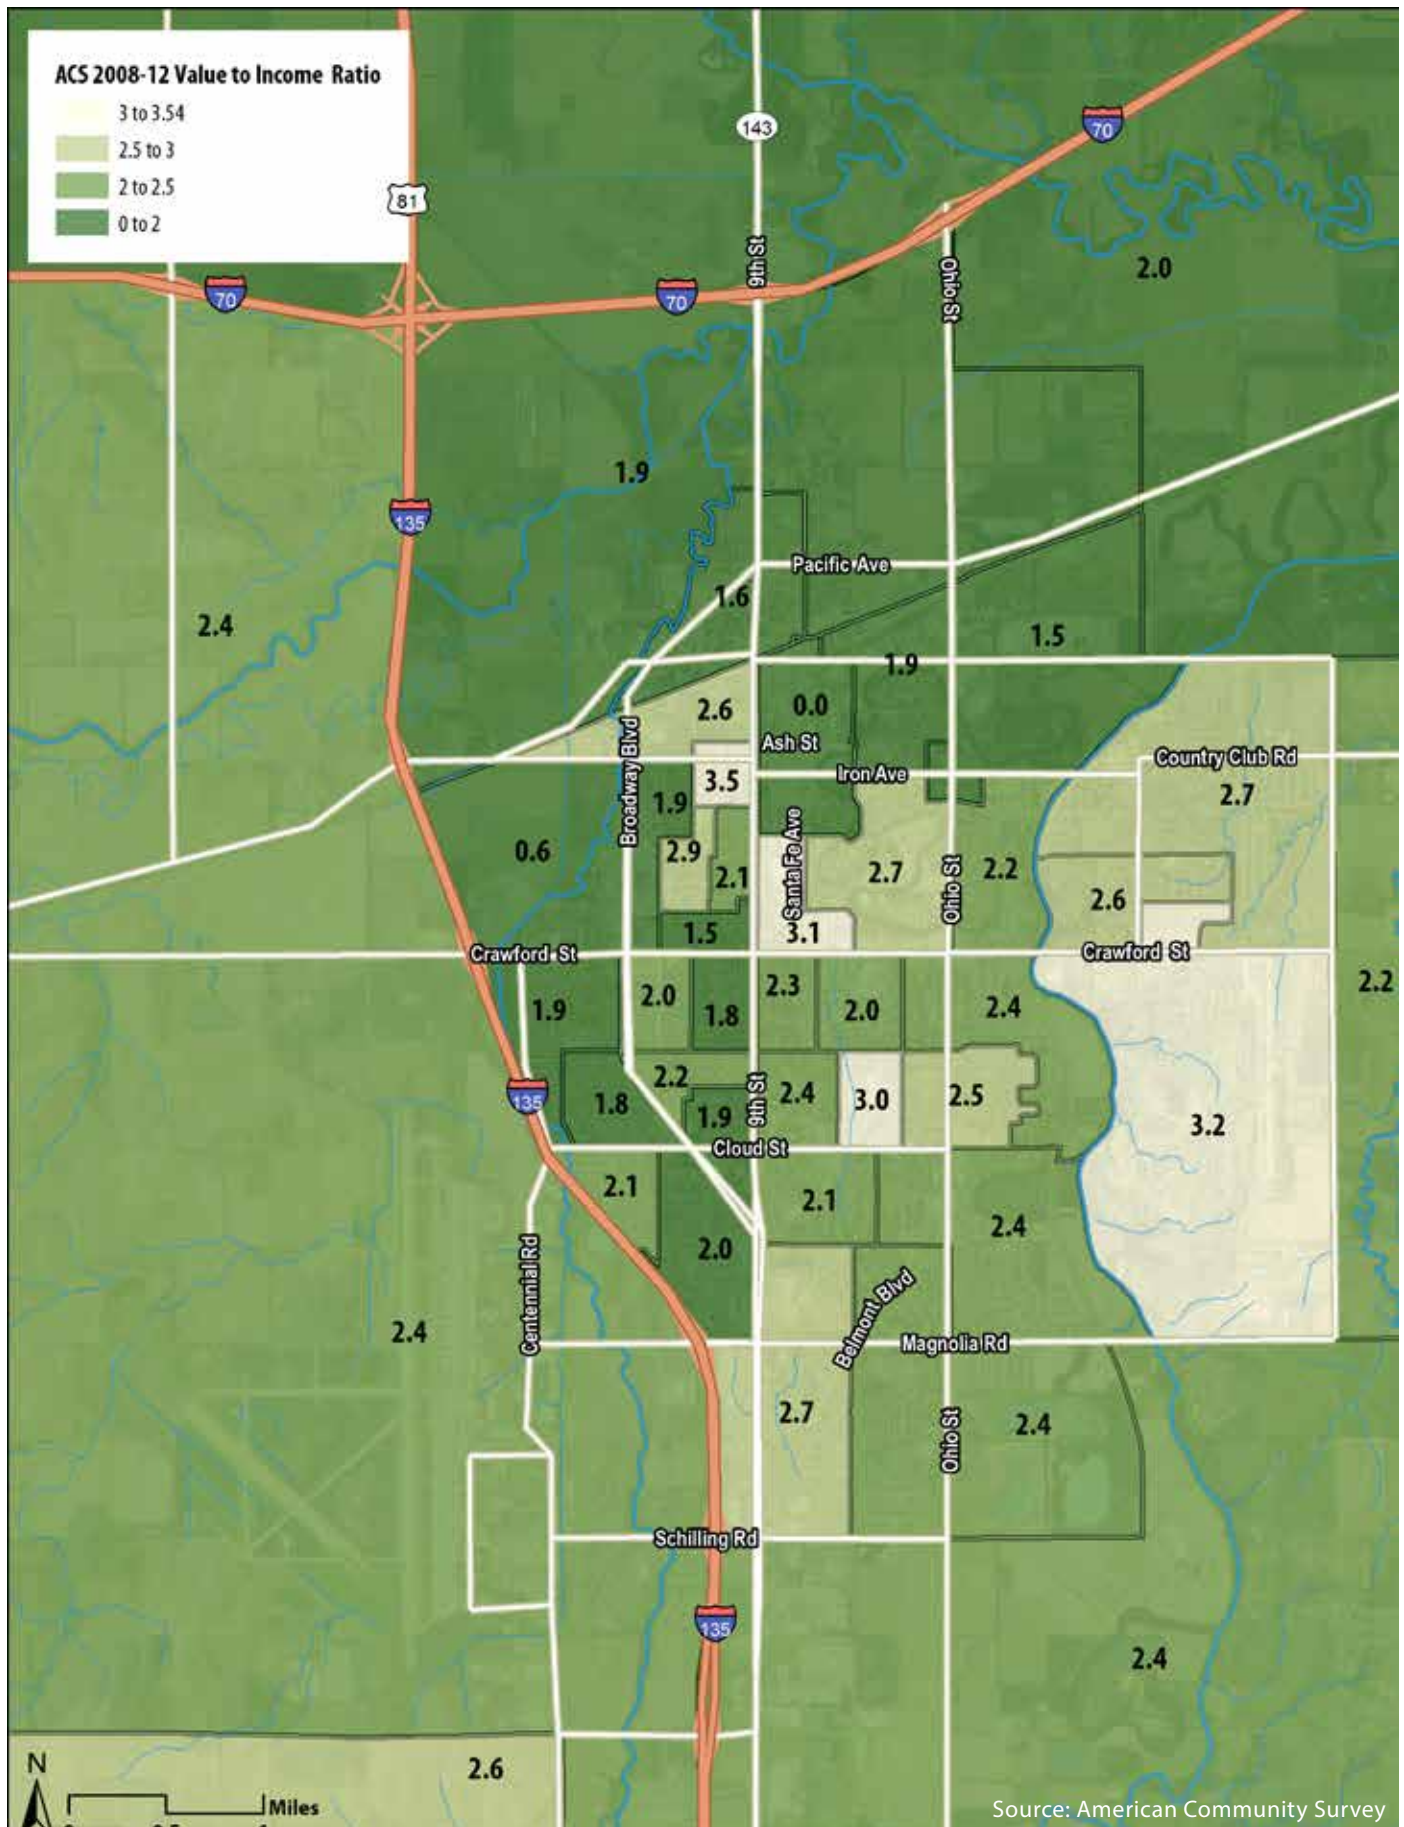 ACS 2008-12 Value to Income Ratio
3 to 3.54
2.5 to 3
2 to 2.5
0 to 2
143
70
81
9th St
Ohio St
2.0
70
70
1.9
135
Pacific Ave
1.6
2.4
1.5
1.9
2.6
0.0
Ash St
Broadway Blvd
Country Club Rd
Iron Ave
3.5
2.7
1.9
Santa Fe Ave
0.6
2.9
2.1
2.7
Ohio St
2.2
2.6
1.5
3.1
Crawford St
Crawford St
2.2
1.9
2.0
1.8
2.3
2.0
2.4
2.2
135
1.8
1.9
9th St
2.4
3.0
2.5
3.2
Cloud St
2.1
2.1
2.4
2.0
Centennial Rd
2.4
Belmont Blvd
Magnolia Rd
2.7
2.4
Ohio St
Schilling Rd
135
2.4
2.6
N
Miles
Source: American Community Survey